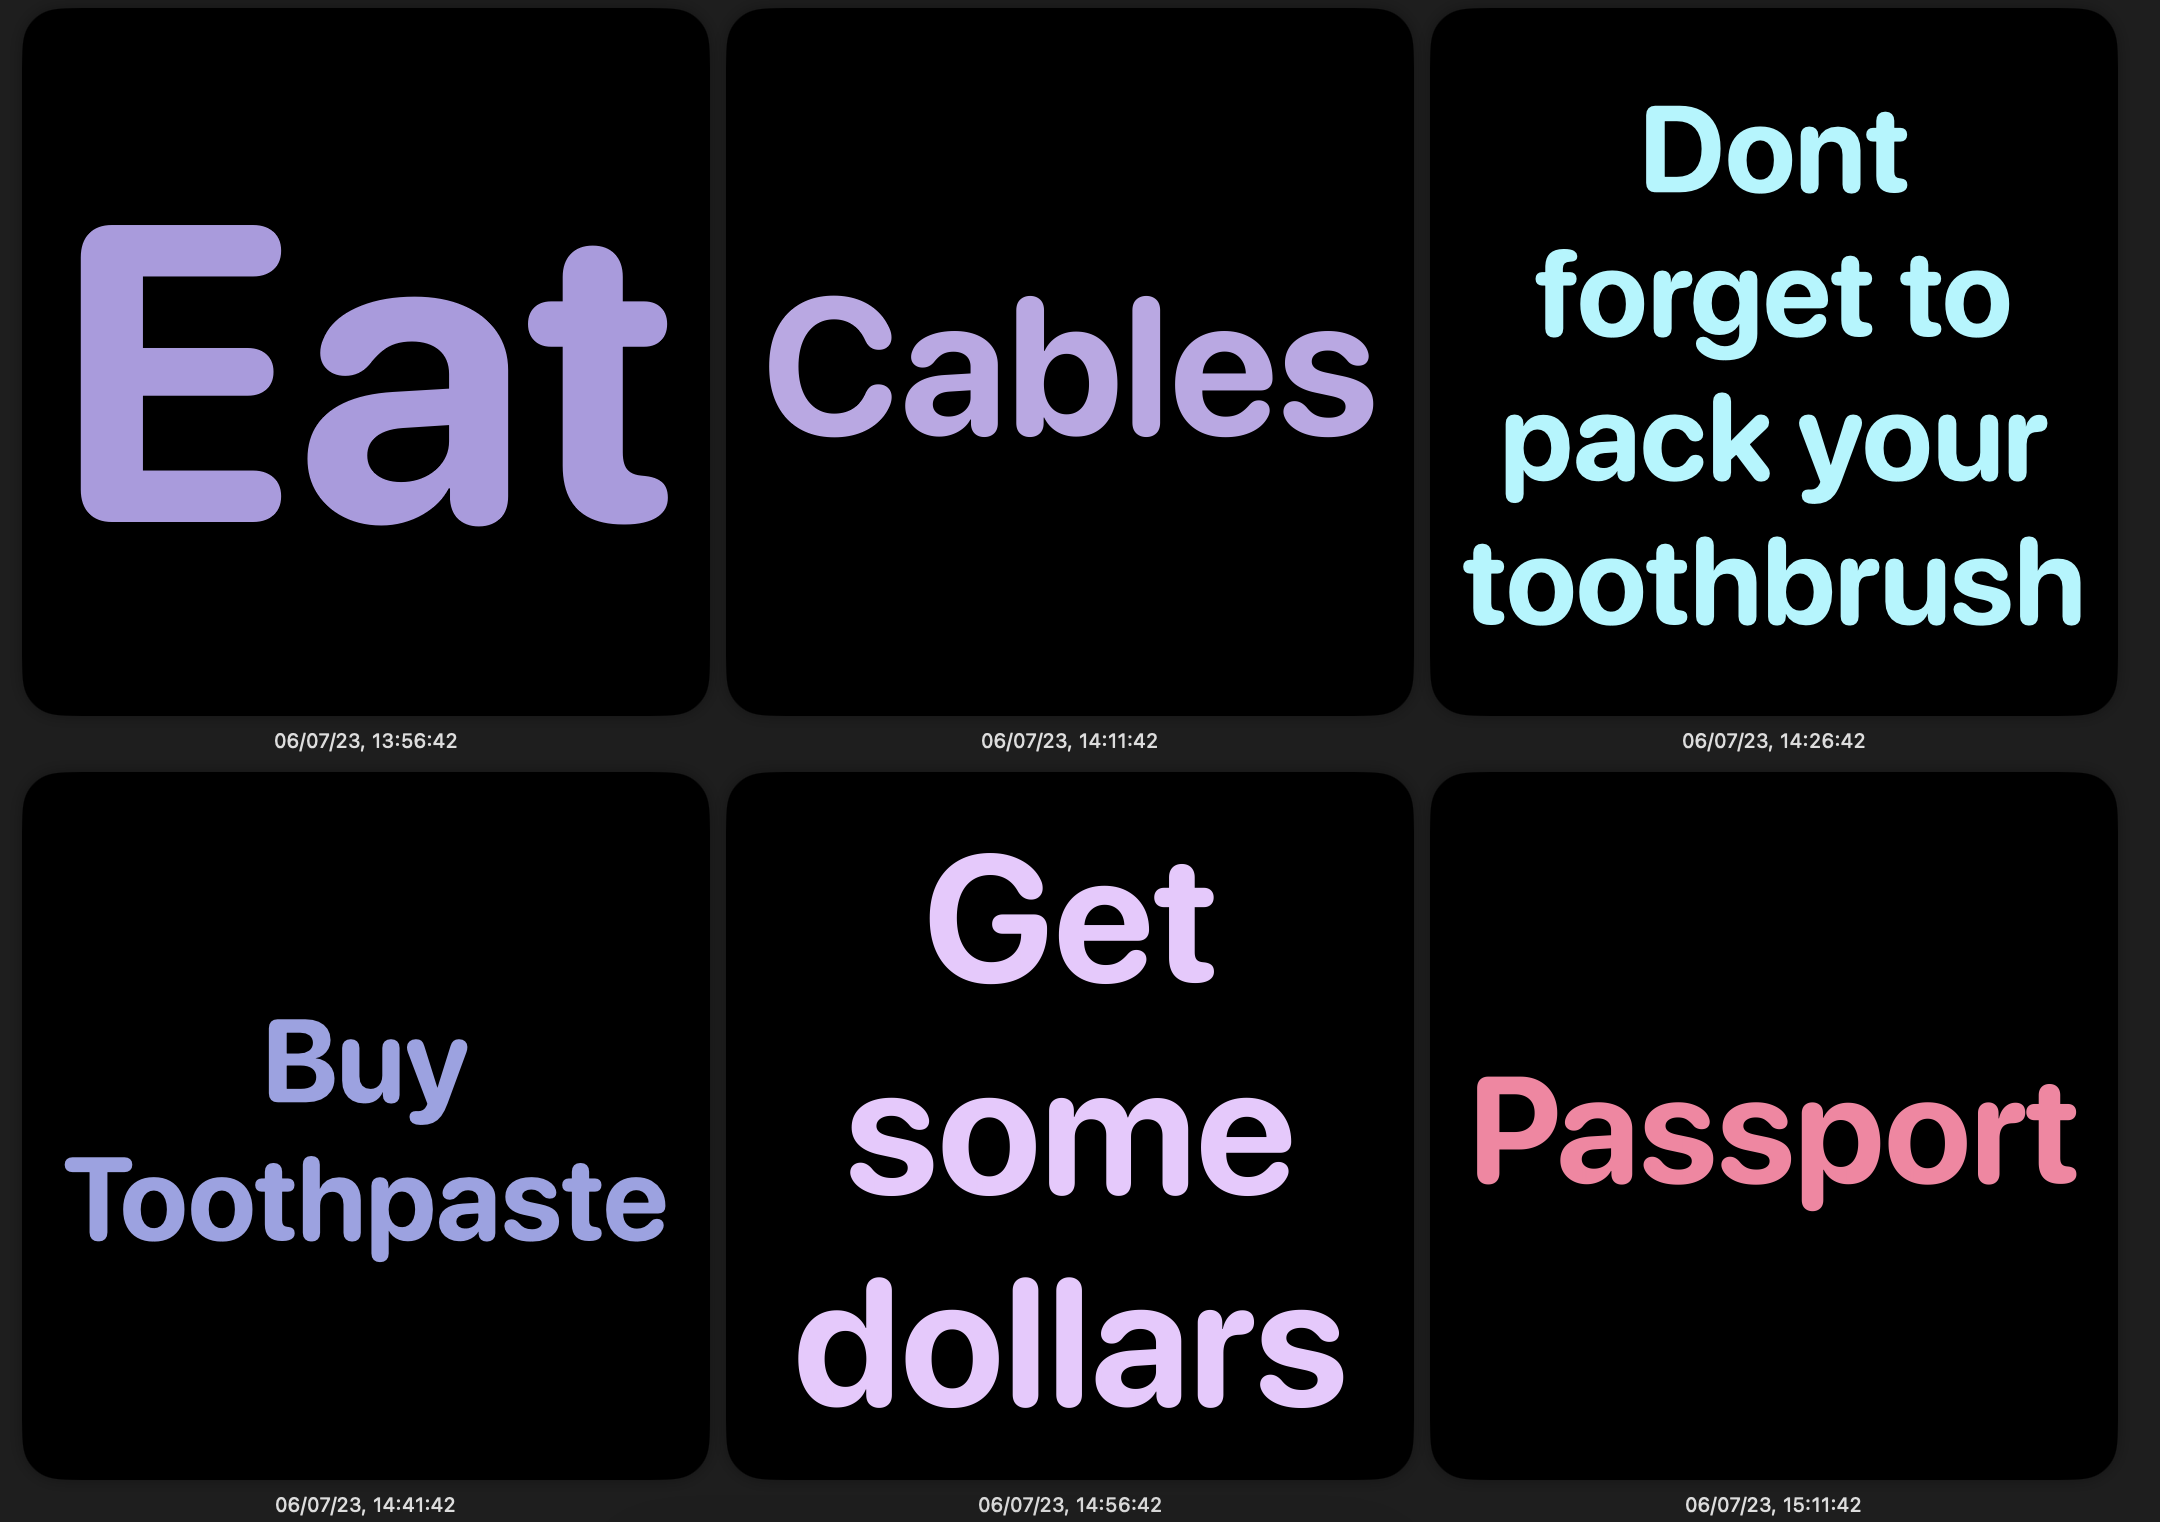 Eat
06/07/23, 13:56:42
Cables
06/07/23, 14:11:42
Dont
forget to
pack your
toothbrush
06/07/23, 14:26:42
Buy
Toothpaste
06/07/23, 14:41:42
Get
some
dollars
06/07/23, 14:56:42
Passport
06/07/23, 15:11:42